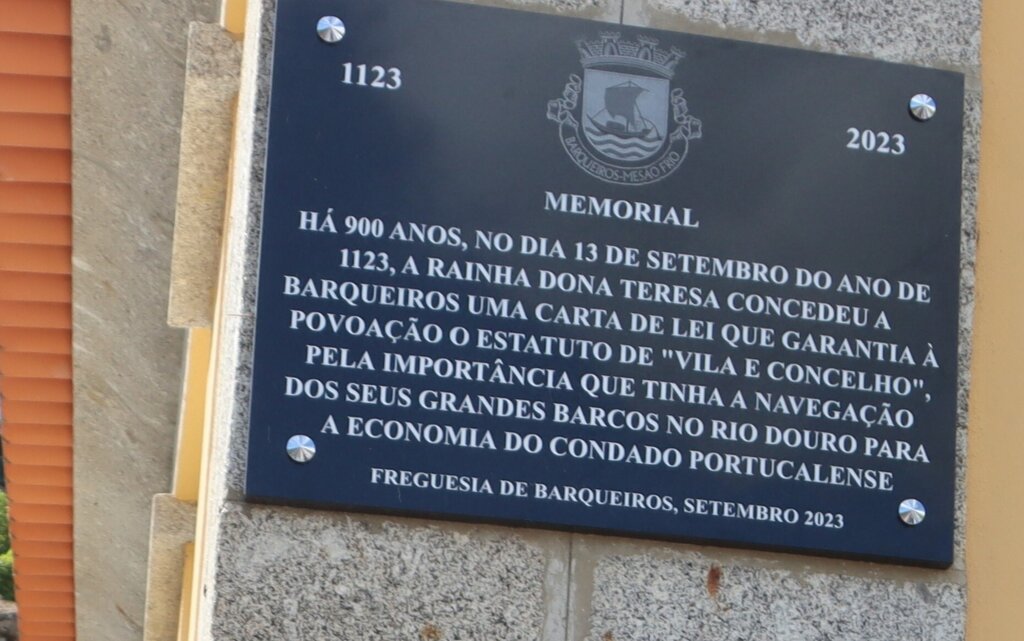 1123
2023
BARQUEIROS-MESÃO FRIO
MEMORIAL
HÁ 900 ANOS, NO DIA 13 DE SETEMBRO DO ANO DE
1123, A RAINHA DONA TERESA CONCEDEU A
BARQUEIROS UMA CARTA DE LEI QUE GARANTIA À
POVOAÇÃO O ESTATUTO DE "VILA E CONCELHO",
PELA IMPORTÂNCIA QUE TINHA A NAVEGAÇÃO
DOS SEUS GRANDES BARCOS NO RIO DOURO PARA
A ECONOMIA DO CONDADO PORTUCALENSE
FREGUESIA DE BARQUEIROS, SETEMBRO 2023